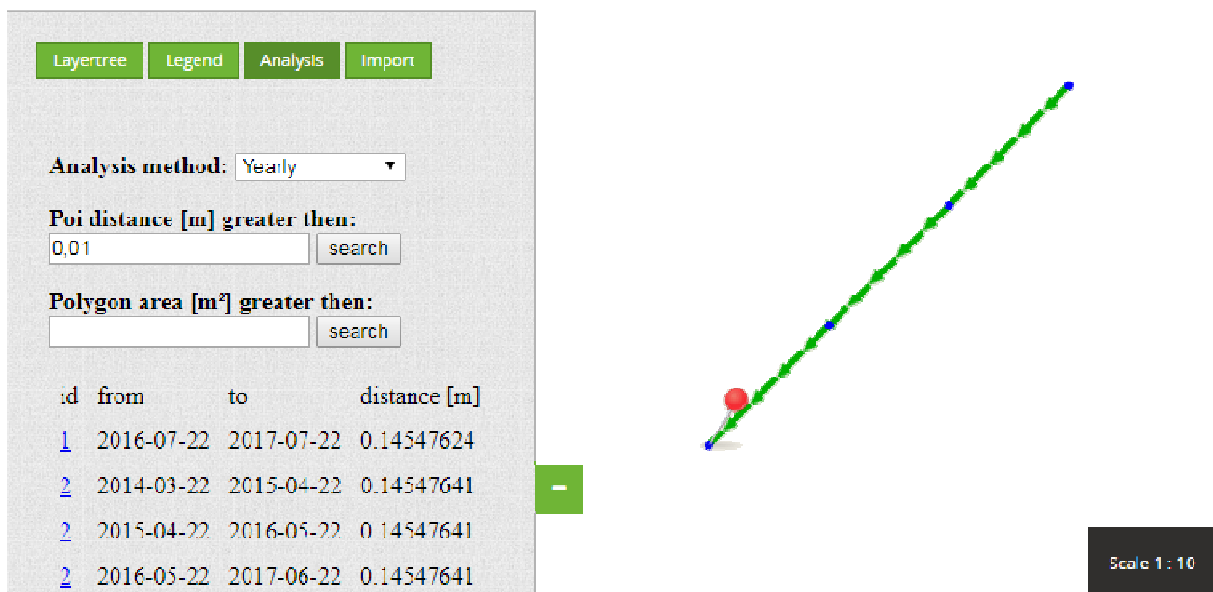 Layertree Legend Analysis Import
Analysis method: Yearly
Poi distance [m] greater then:
0,01 search
Polygon area [m²] greater then:
search
id from to distance [m]
1 2016-07-22 2017-07-22 0.14547624
2 2014-03-22 2015-04-22 0.14547641
2 2015-04-22 2016-05-22 0.14547641
2 2016-05-22 2017-06-22 0.14547641
Scale 1 : 10